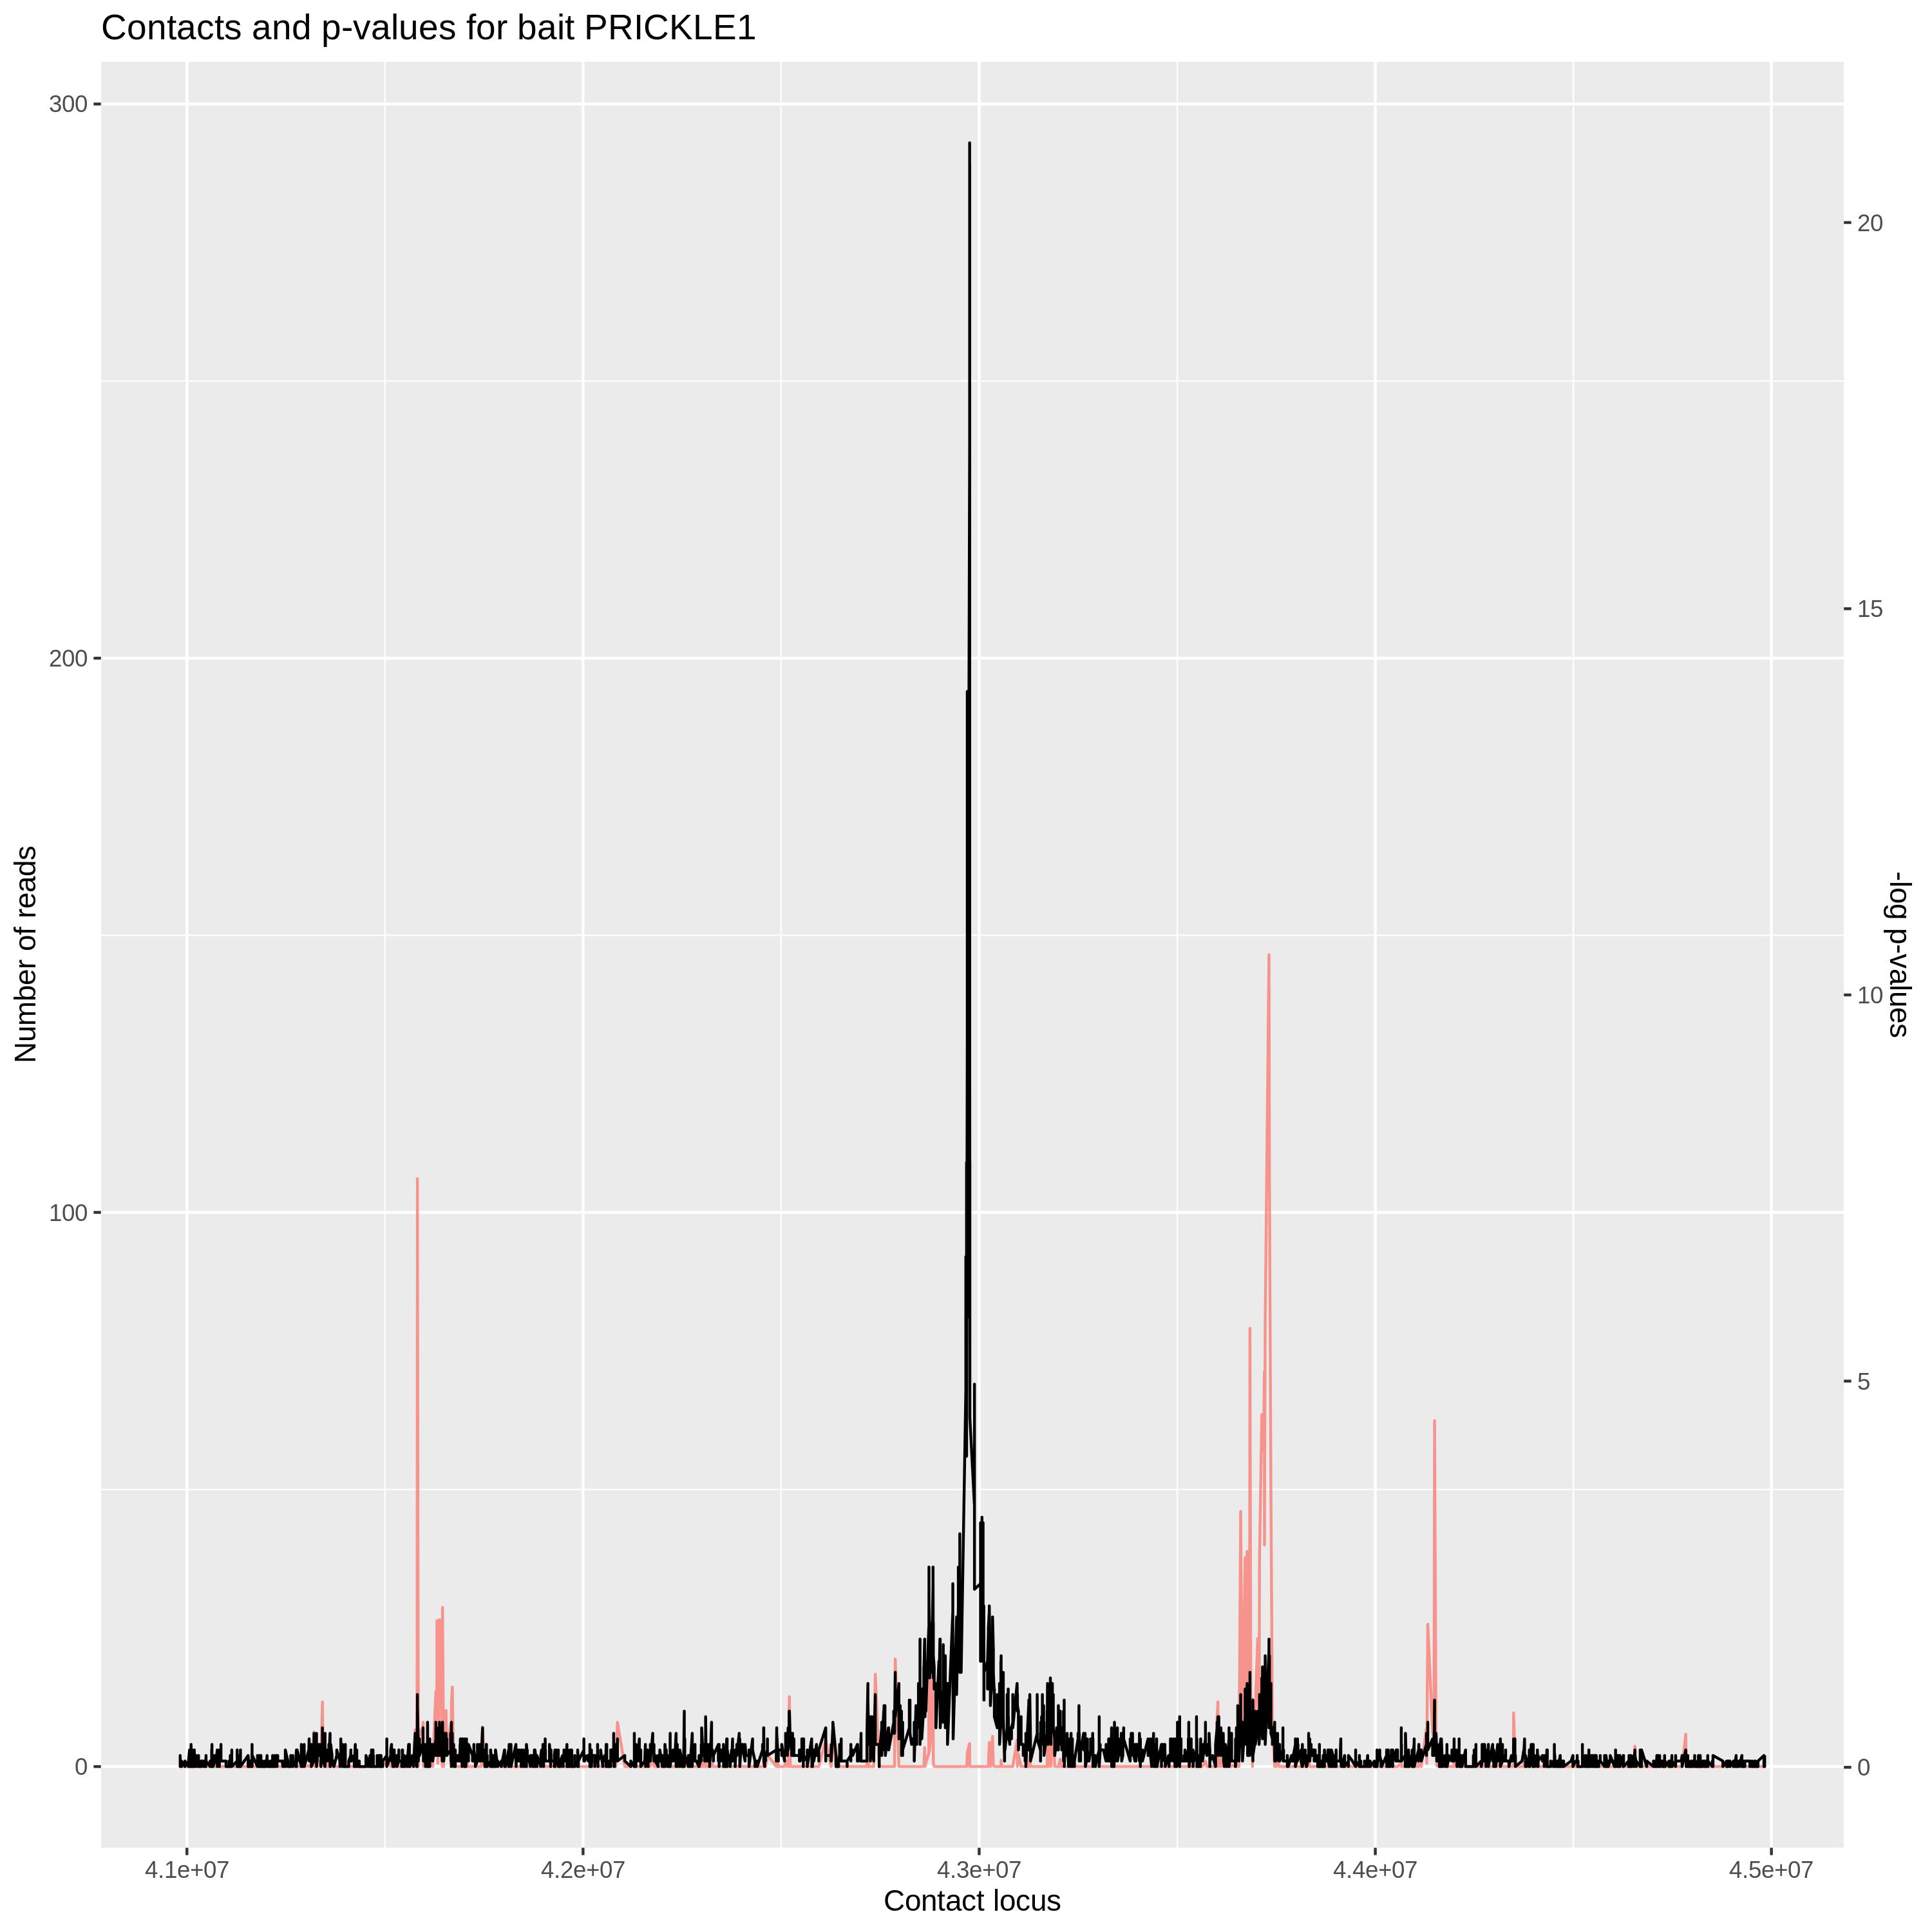 Contacts and p-values for bait PRICKLE1
300
200
100
0
Number of reads
20
15
10
5
0
-log p-values
4.1e+07
4.2e+07
4.3e+07
4.4e+07
4.5e+07
Contact locus